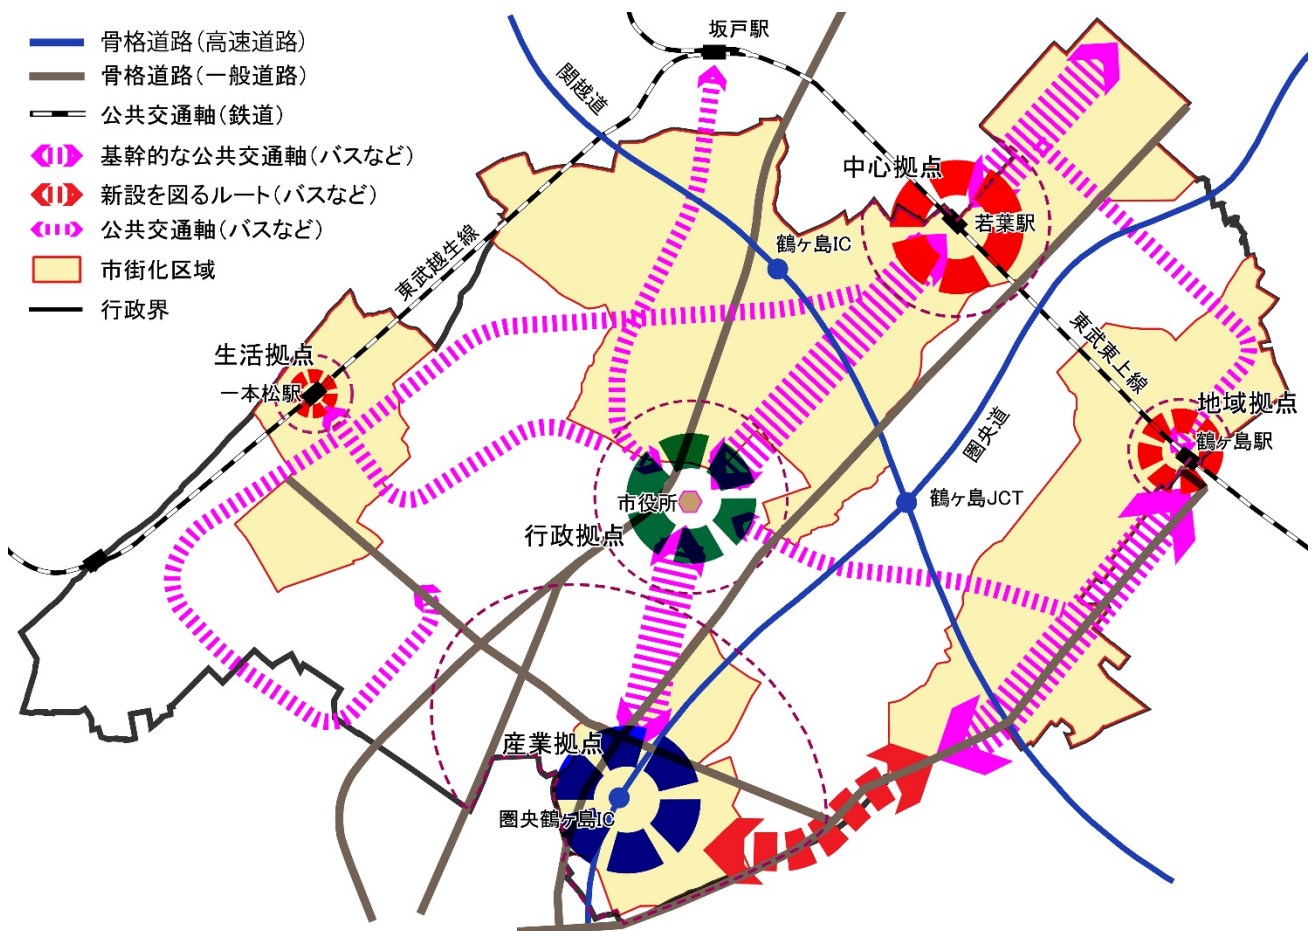 骨格道路(高速道路)
骨格道路(一般道路)
公共交通軸(鉄道)
基幹的な公共交通軸(バスなど)
新設を図るルート(バスなど)
公共交通軸(バスなど)
市街化区域
行政界
坂戸駅
関越道
中心拠点
若葉駅
鶴ヶ島IC
東武越生線
生活拠点
一本松駅
東武東上線
地域拠点
鶴ヶ島駅
圏央道
市役所
鶴ヶ島JCT
行政拠点
産業拠点
圏央鶴ヶ島IC